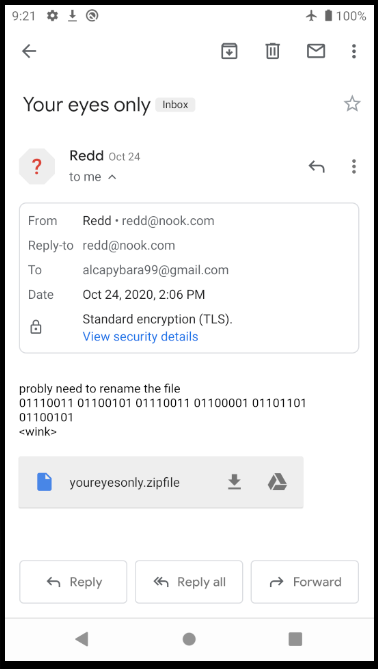 9:21 100%
Your eyes only Inbox
?
Redd Oct 24
to me
From Redd • redd@nook.com
Reply-to redd@nook.com
To alcapybara99@gmail.com
Date Oct 24, 2020, 2:06 PM
Standard encryption (TLS).
View security details
probly need to rename the file
01110011 01100101 01110011 01100001 01101101
01100101
<wink>
youreyesonly.zipfile
Reply Reply all Forward